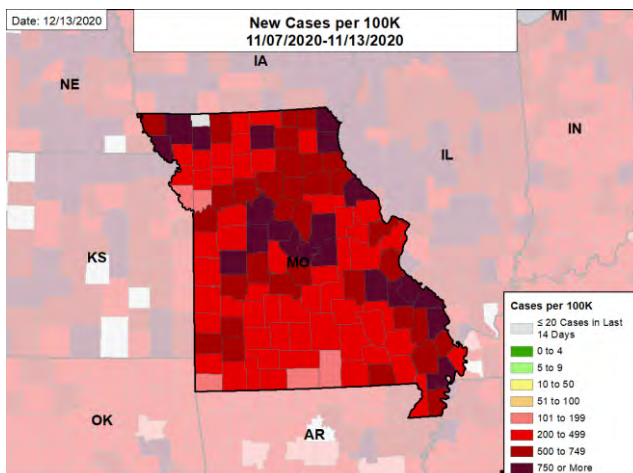 Date: 12/13/2020
New Cases per 100K
11/07/2020-11/13/2020
MI
IA
NE
IL
IN
KS
MO
OK
AR
Cases per 100K
≤ 20 Cases in Last
14 Days
0 to 4
5 to 9
10 to 50
51 to 100
101 to 199
200 to 499
500 to 749
750 or More